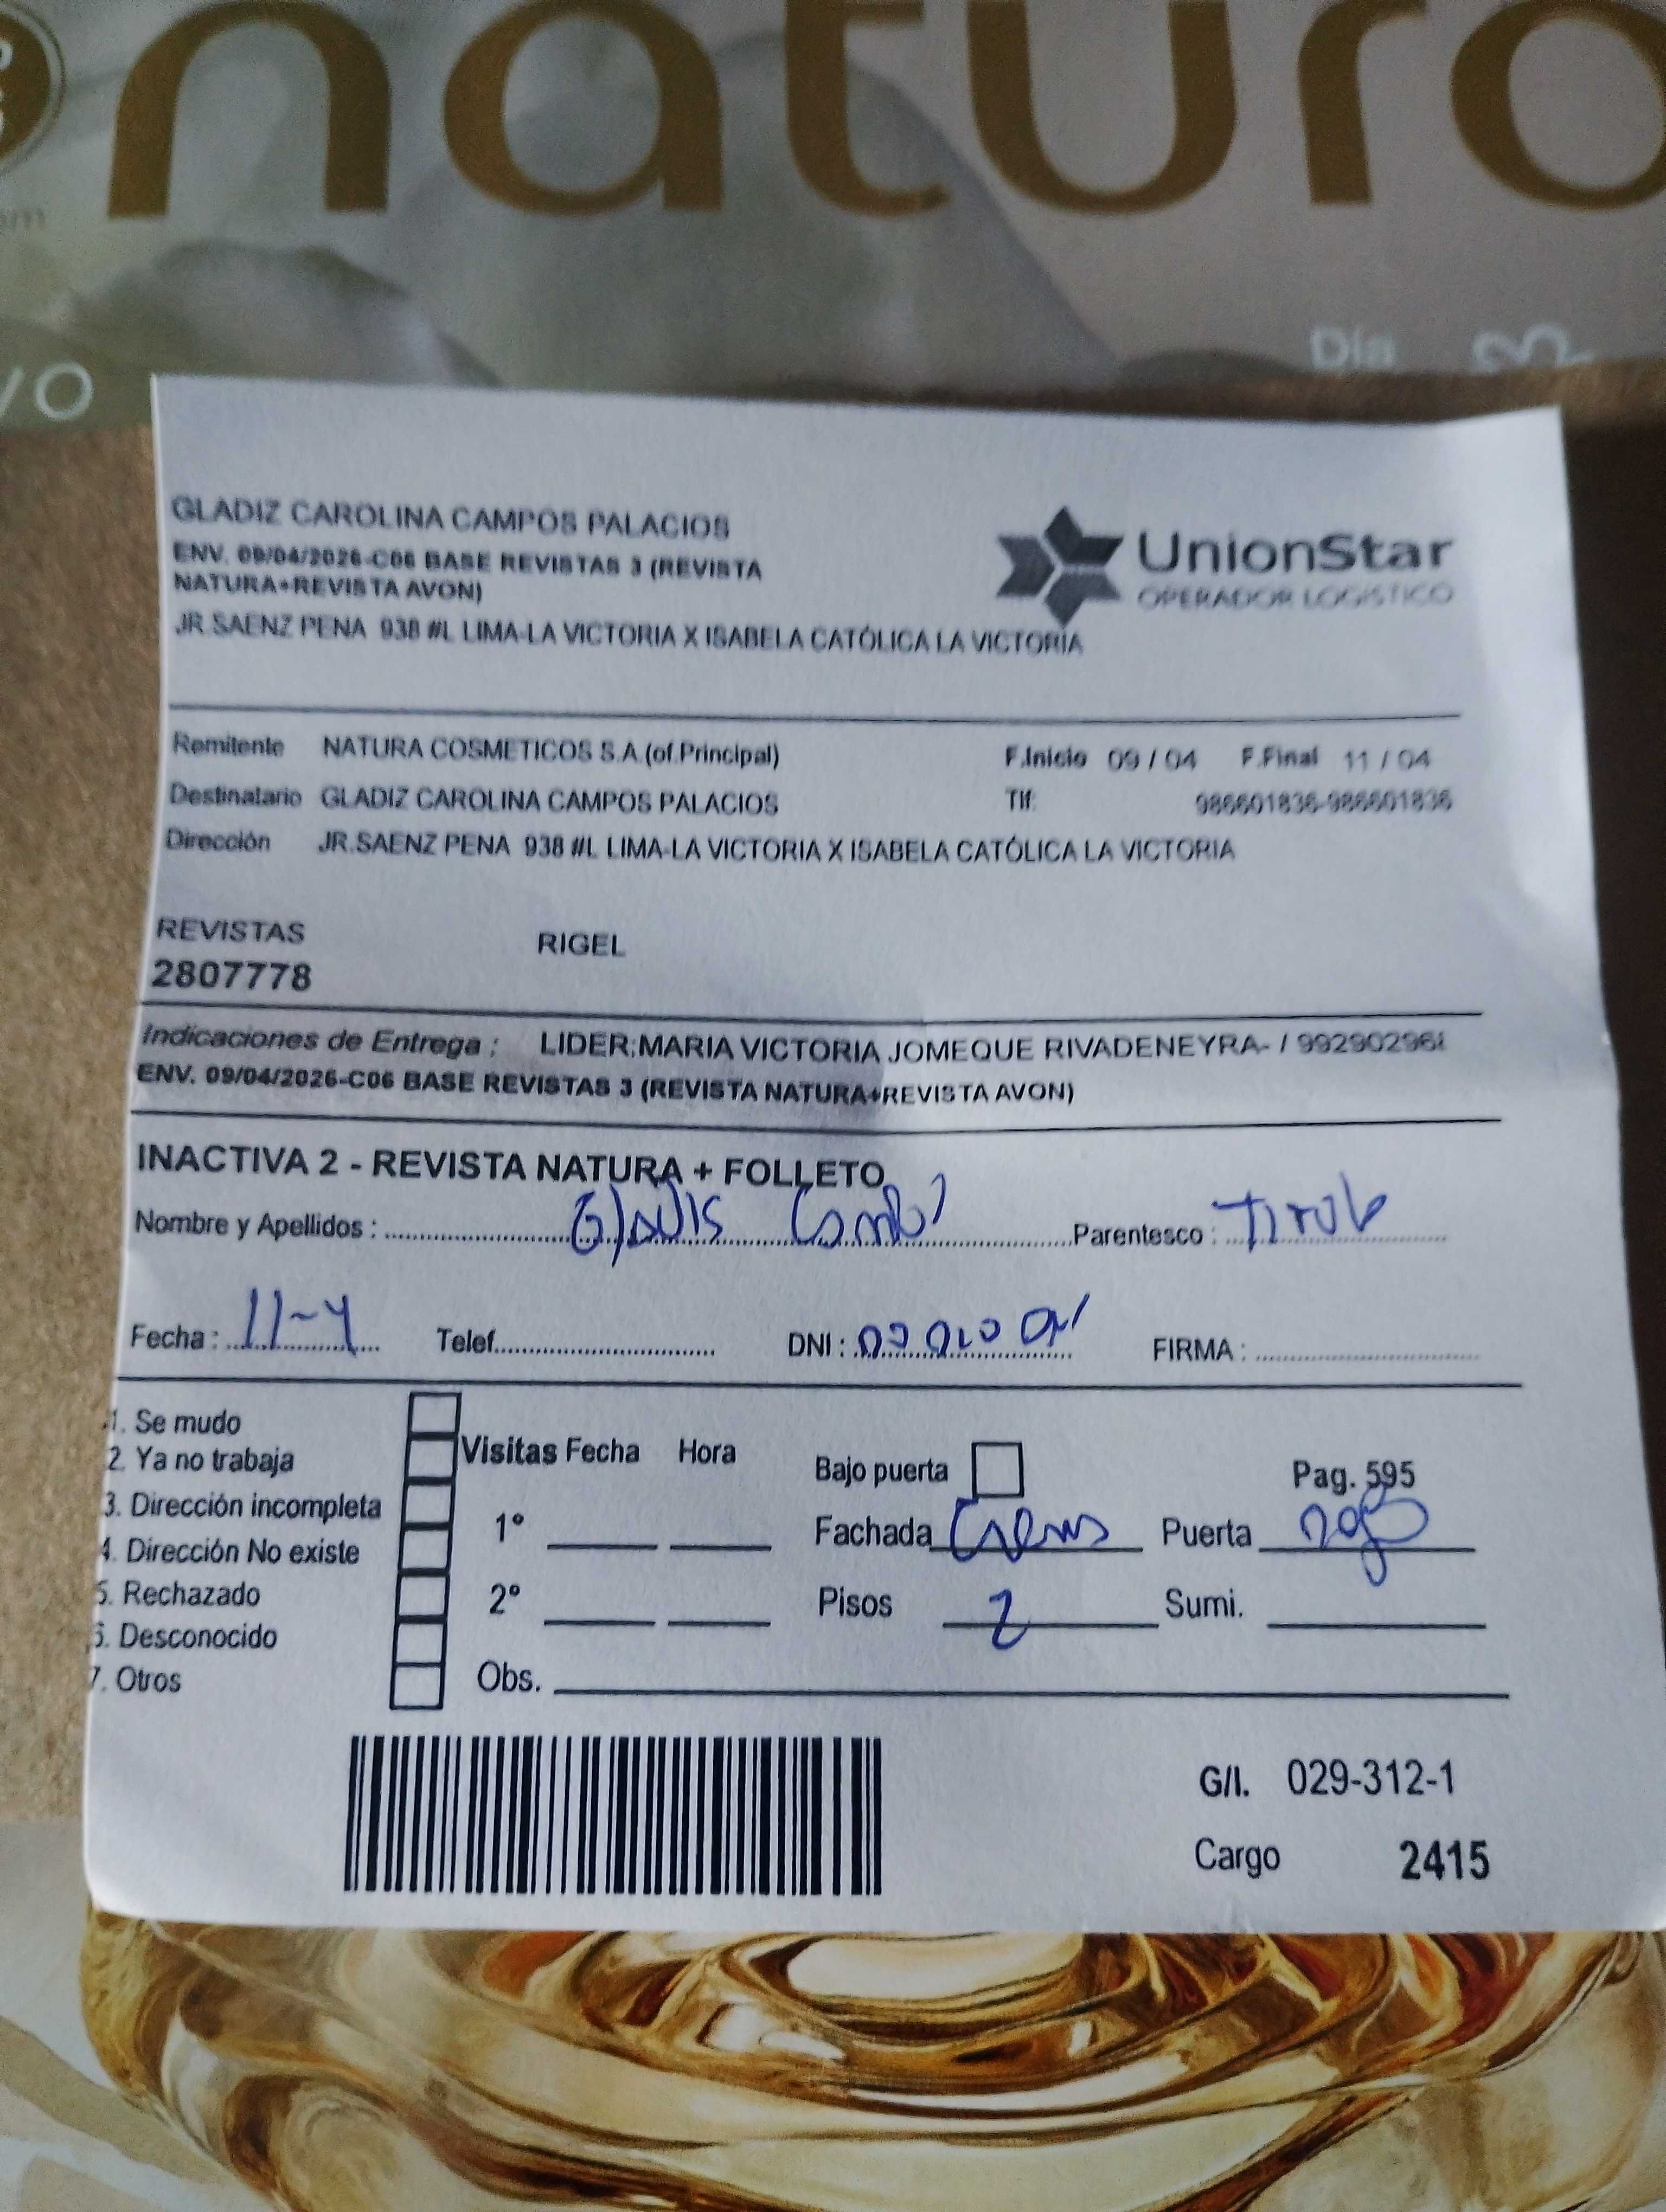 natura
Día
GLADIZ CAROLINA CAMPOS PALACIOS
ENV. 09/04/2026-C06 BASE REVISTAS 3 (REVISTA
NATURA+REVISTA AVON)
JR.SAENZ PENA 938 #L LIMA-LA VICTORIA X ISABELA CATÓLICA LA VICTORIA
UnionStar
OPERADOR LOGISTICO
Remitente NATURA COSMETICOS S.A.(of.Principal) F.Inicio 09 / 04 F.Final 11 / 04
Destinatario GLADIZ CAROLINA CAMPOS PALACIOS Tlf: 986601836-986601836
Dirección JR.SAENZ PENA 938 #L LIMA-LA VICTORIA X ISABELA CATÓLICA LA VICTORIA
REVISTAS RIGEL
2807778
Indicaciones de Entrega : LIDER:MARIA VICTORIA JOMEQUE RIVADENEYRA- /
ENV. 09/04/2026-C06 BASE REVISTAS 3 (REVISTA NATURA+REVISTA AVON)
INACTIVA 2 - REVISTA NATURA + FOLLETO
Nombre y Apellidos : Gladis Parentesco :
Fecha : 11-4 Telef. DNI : FIRMA :
1. Se mudo
2. Ya no trabaja
3. Dirección incompleta
4. Dirección No existe
5. Rechazado
6. Desconocido
7. Otros
Visitas Fecha Hora
1°
2°
Obs.
Bajo puerta Pag. 595
Fachada Puerta
Pisos 2 Sumi.
G/I. 029-312-1
Cargo 2415